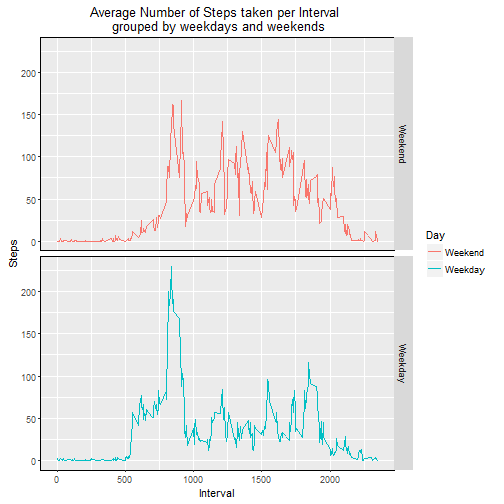 Average Number of Steps taken per Interval
grouped by weekdays and weekends
Steps
200
150
100
50
0
Weekend
200
150
100
50
0
Weekday
0
500
1000
1500
2000
Interval
Day
Weekend
Weekday